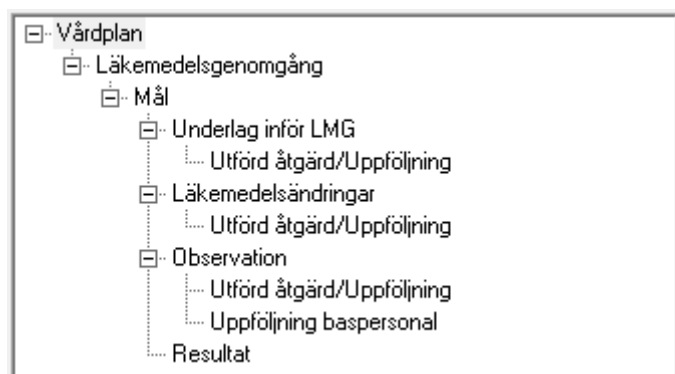 Vårdplan
Läkemedelsgenomgång
Mål
Underlag inför LMG
Utförd åtgärd/Uppföljning
Läkemedelsändringar
Utförd åtgärd/Uppföljning
Observation
Utförd åtgärd/Uppföljning
Uppföljning baspersonal
Resultat